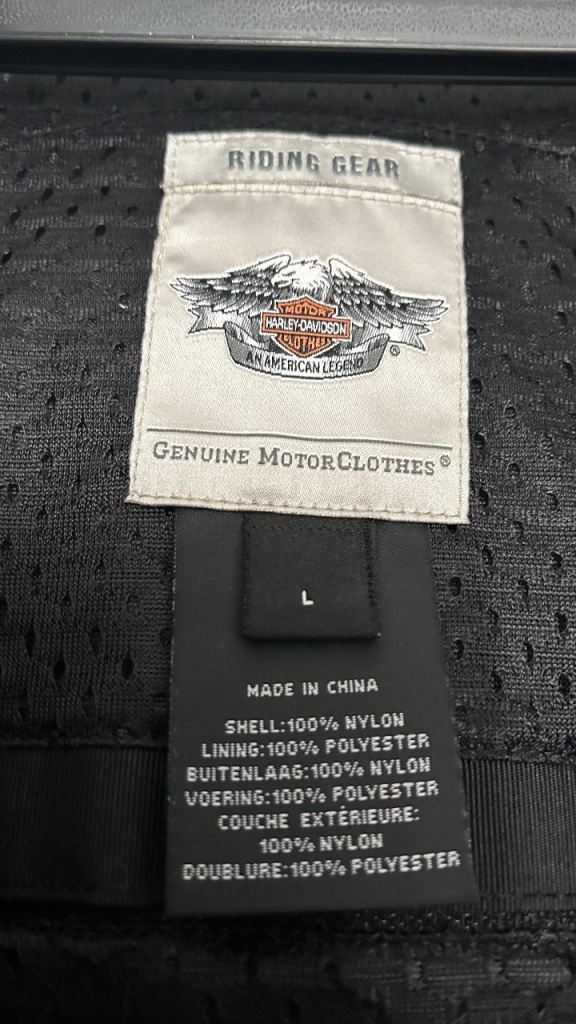 RIDING GEAR
MOTOR
HARLEY-DAVIDSON
CLOTHES
AN AMERICAN LEGEND ®
GENUINE MOTORCLOTHES®
L
MADE IN CHINA
SHELL:100% NYLON
LINING:100% POLYESTER
BUITENLAAG:100% NYLON
VOERING:100% POLYESTER
COUCHE EXTÉRIEURE:
100% NYLON
DOUBLURE:100% POLYESTER